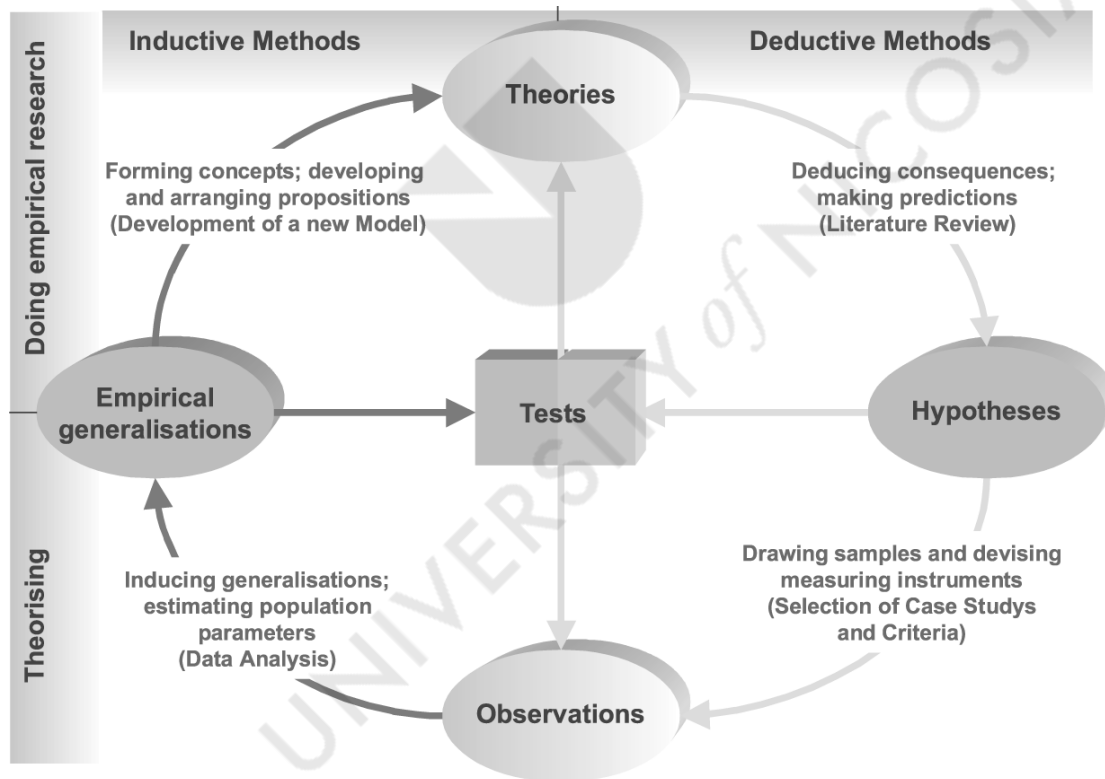 Inductive Methods
Deductive Methods
Doing empirical research
Theorising
Theories
Forming concepts; developing
and arranging propositions
(Development of a new Model)
Deducing consequences;
making predictions
(Literature Review)
Empirical
generalisations
Tests
Hypotheses
Inducing generalisations;
estimating population
parameters
(Data Analysis)
Drawing samples and devising
measuring instruments
(Selection of Case Studys
and Criteria)
Observations
UNIVERSITY of NICOSIA